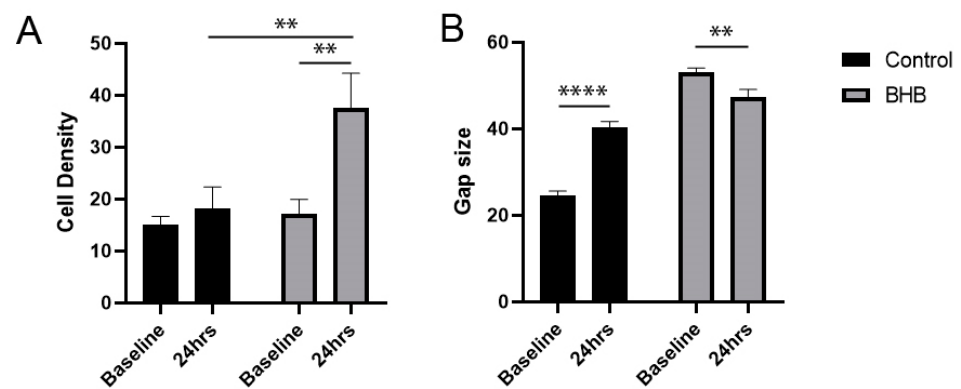 A
Cell Density
50
40
30
20
10
0
**
**
Baseline
24hrs
Baseline
24hrs
B
Gap size
60
40
20
0
****
**
Baseline
24hrs
Baseline
24hrs
Control
BHB